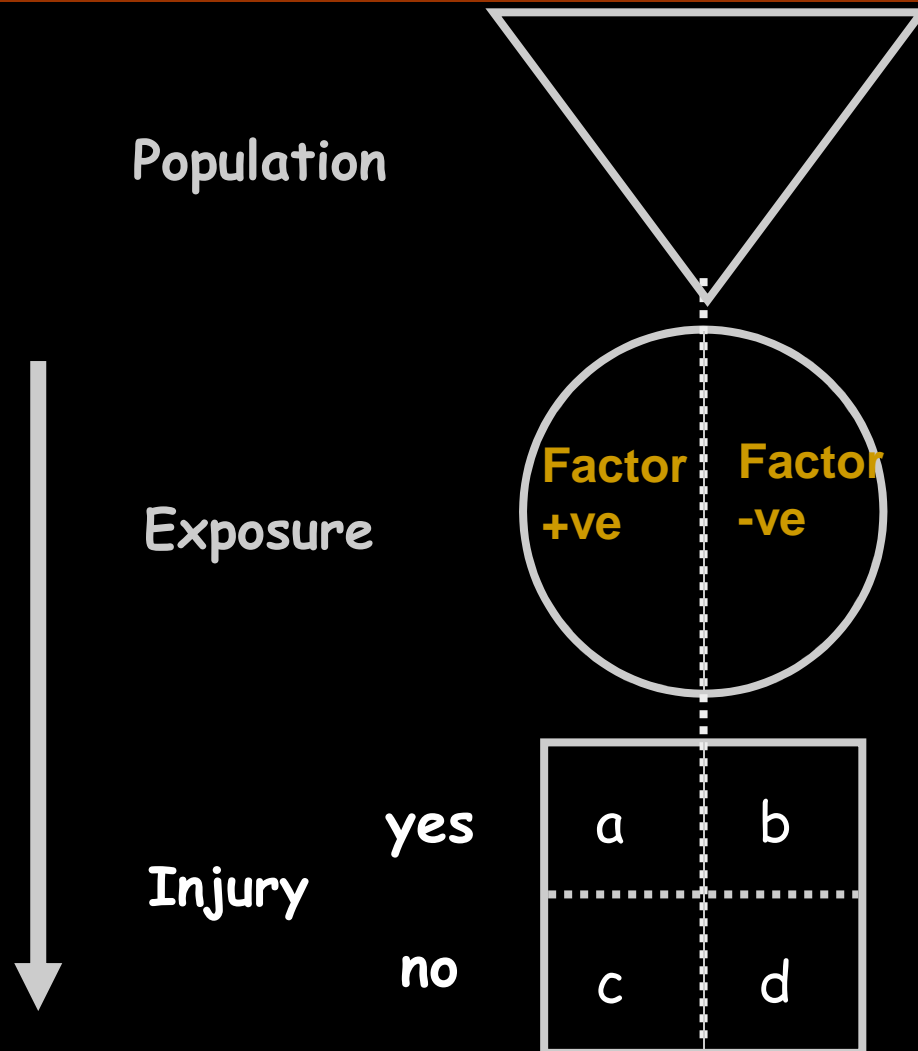 Population
Factor
+ve
Factor
-ve
Exposure
yes
a
b
Injury
no
c
d